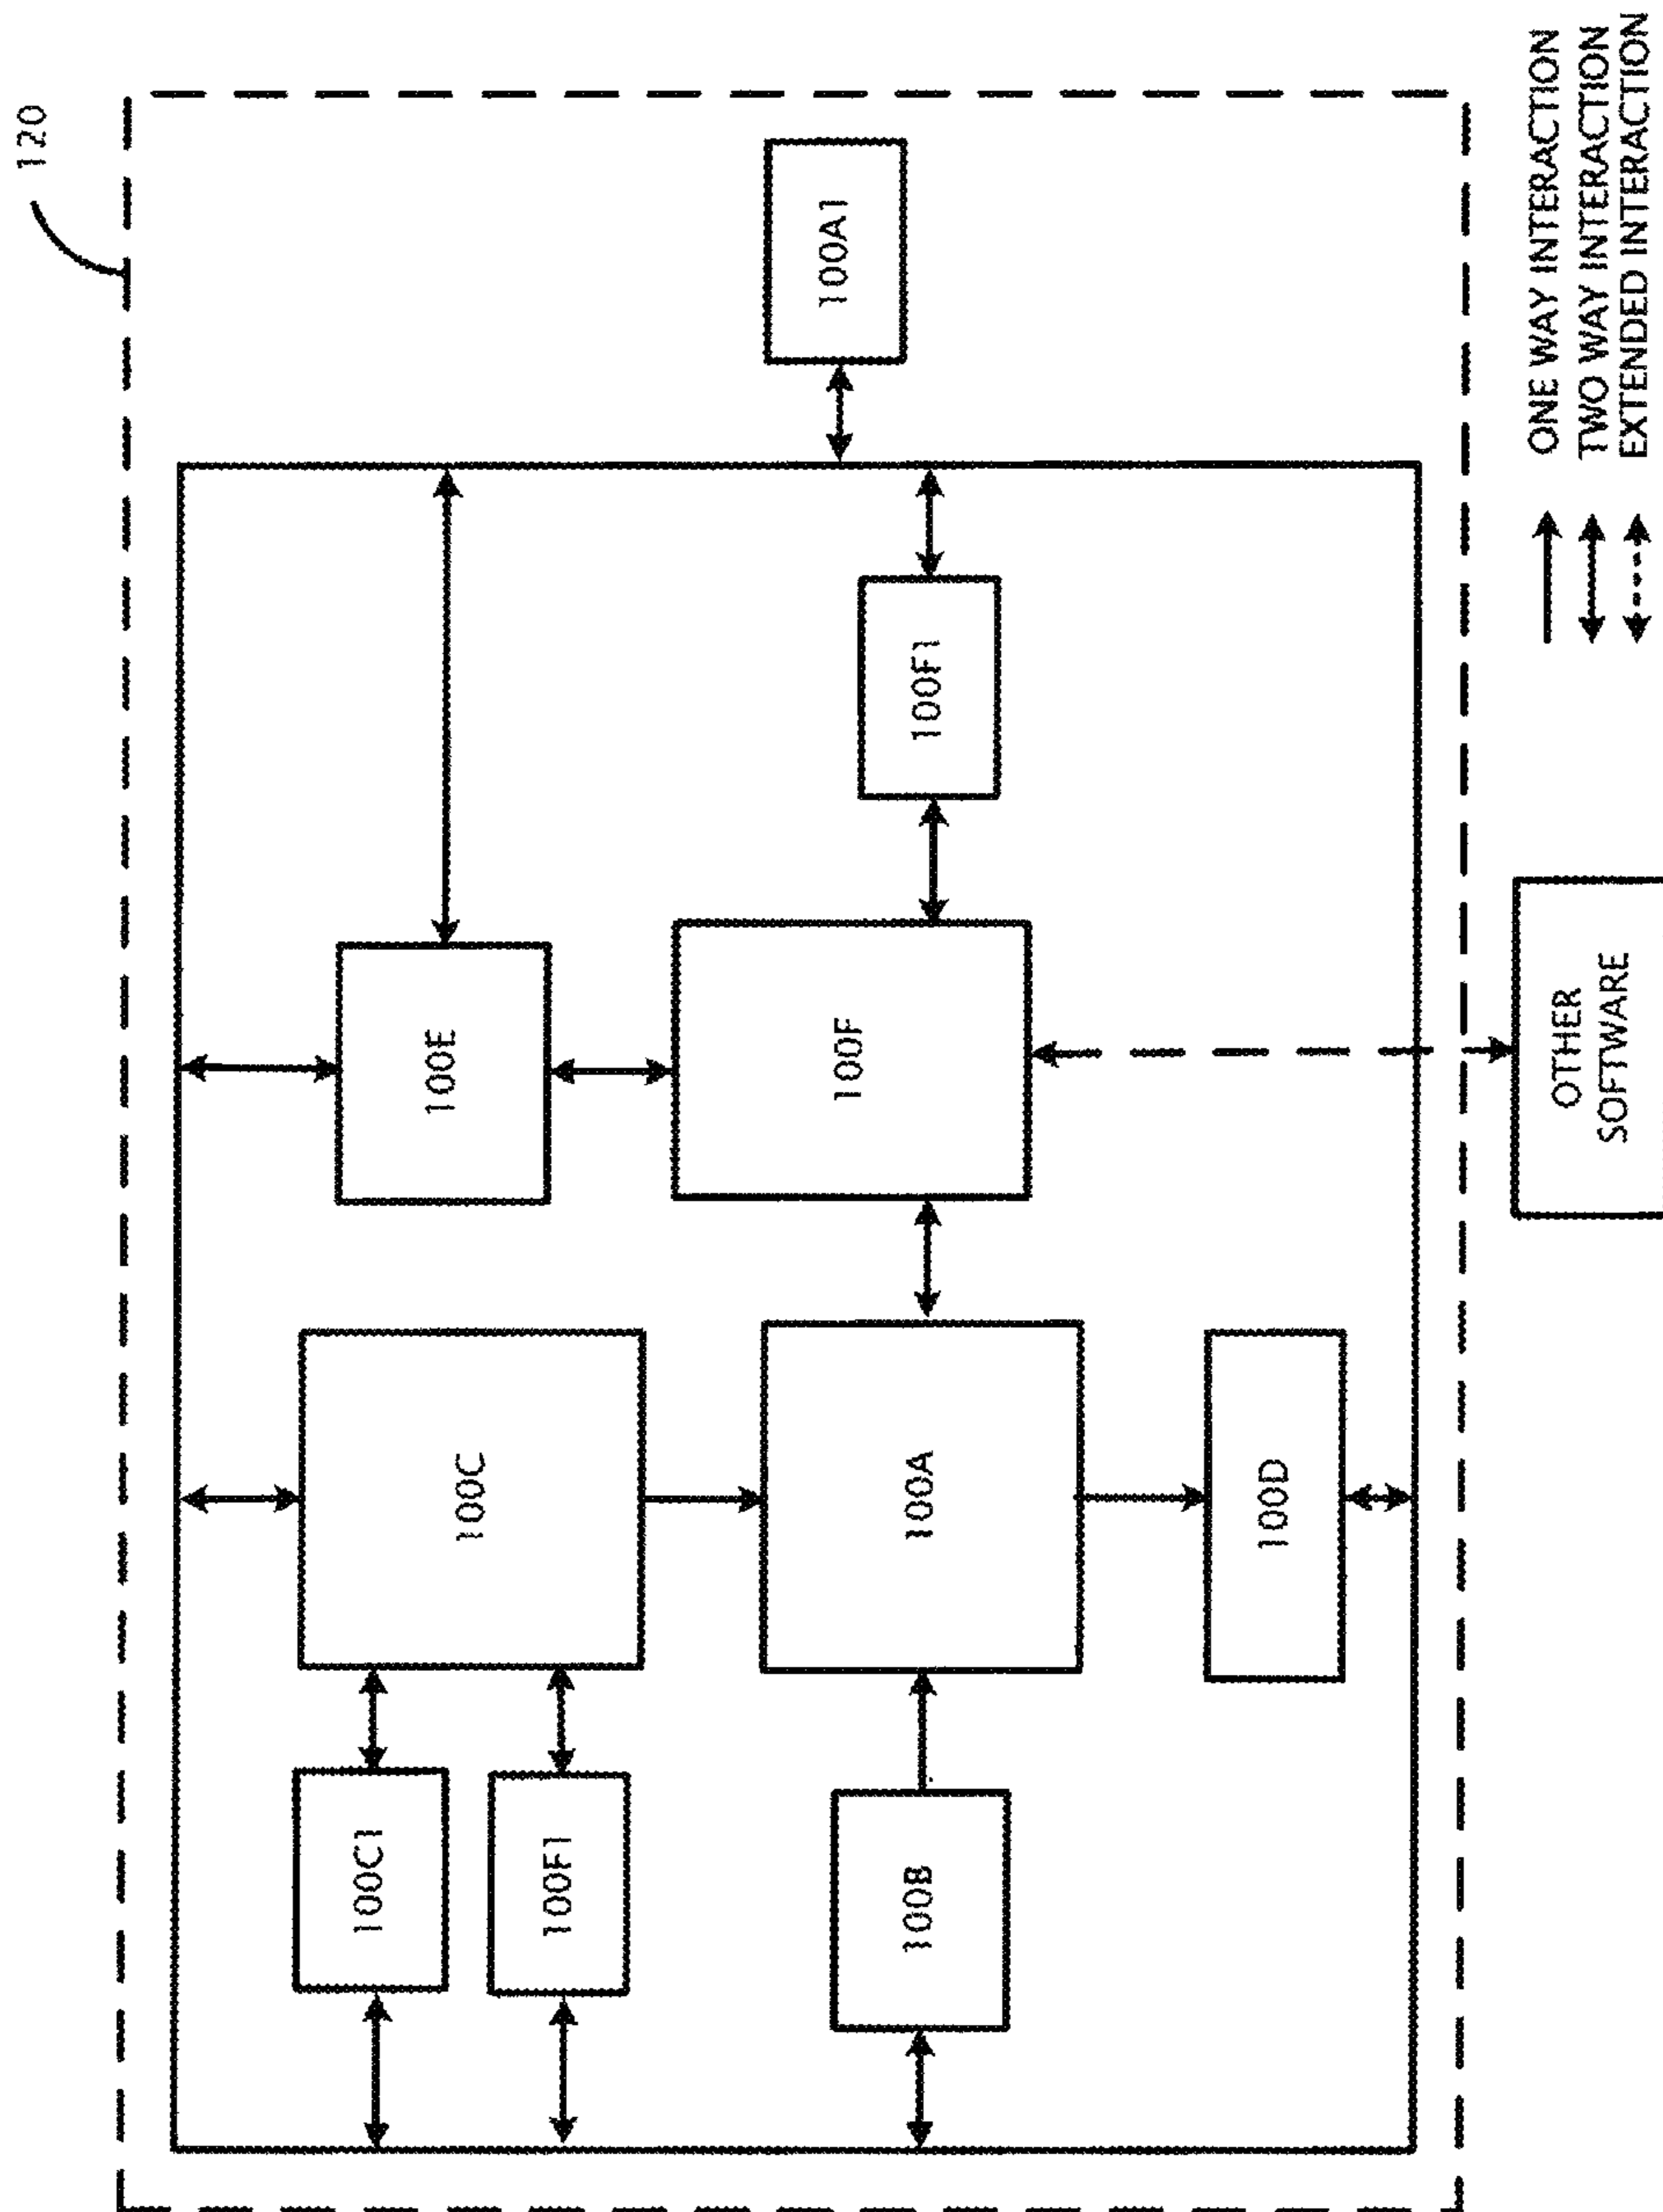 120
100C1
100C
100E
100F1
100A1
100F
100B
100A
100F1
100D
OTHER
SOFTWARE
ONE WAY INTERACTION
TWO WAY INTERACTION
EXTENDED INTERACTION